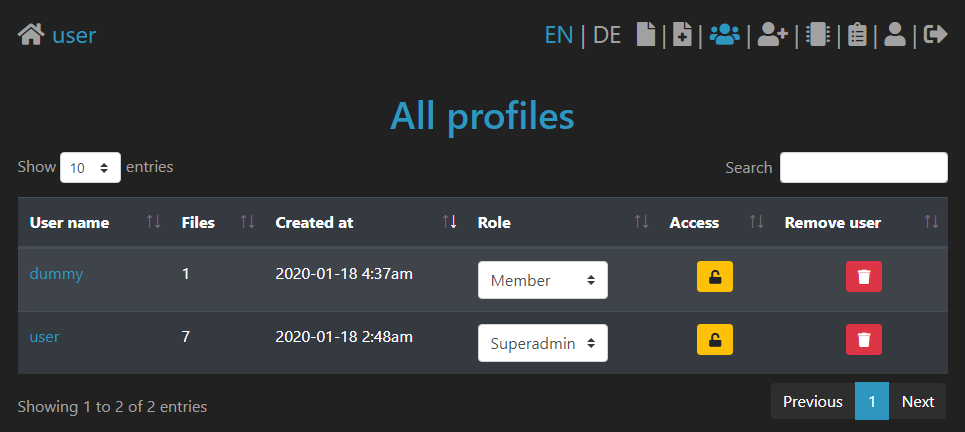 user EN | DE | | | | | | |
All profiles
Show 10 entries Search
User name Files Created at Role Access Remove user
dummy 1 2020-01-18 4:37am Member
user 7 2020-01-18 2:48am Superadmin
Showing 1 to 2 of 2 entries Previous 1 Next